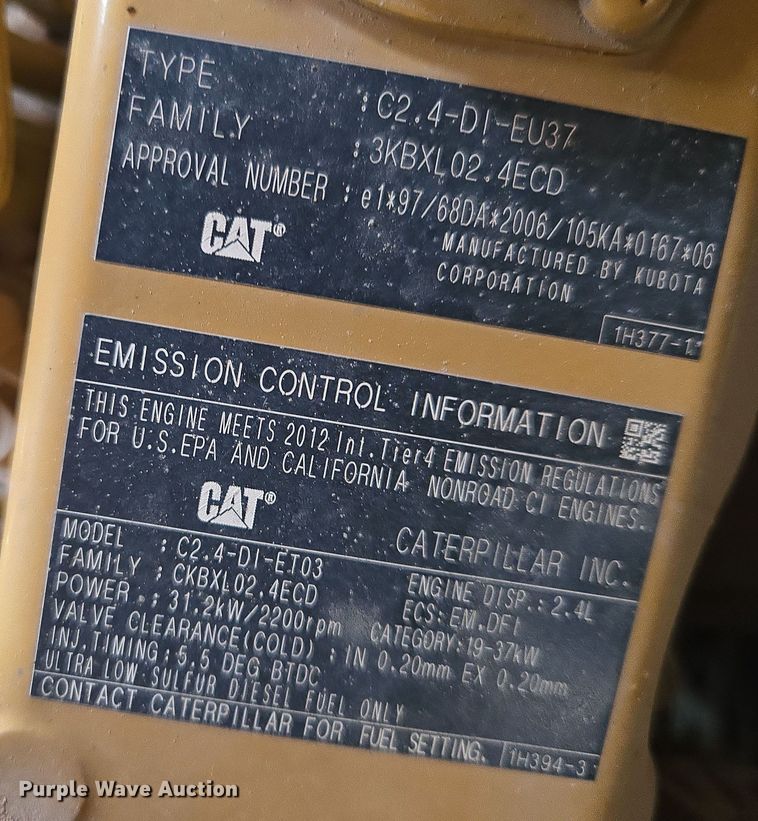 TYPE : C2.4-DI-EU37
FAMILY : 3KBXL02.4ECD
APPROVAL NUMBER : e1*97/68DA*2006/105KA*0167*06
CAT®
MANUFACTURED BY KUBOTA
CORPORATION
1H377-1
EMISSION CONTROL INFORMATION
THIS ENGINE MEETS 2012 Int.Tier4 EMISSION REGULATIONS
FOR U.S.EPA AND CALIFORNIA NONROAD CI ENGINES.
CAT®
CATERPILLAR INC.
MODEL : C2.4-DI-ET03 ENGINE DISP.: 2.4L
FAMILY : CKBXL02.4ECD ECS: EM,DFI
POWER : 31.2kW/2200rpm CATEGORY:19-37kW
VALVE CLEARANCE(COLD) : IN 0.20mm EX 0.20mm
INJ.TIMING: 5.5 DEG BTDC
ULTRA LOW SULFUR DIESEL FUEL ONLY
CONTACT CATERPILLAR FOR FUEL SETTING. 1H394-3
Purple Wave Auction